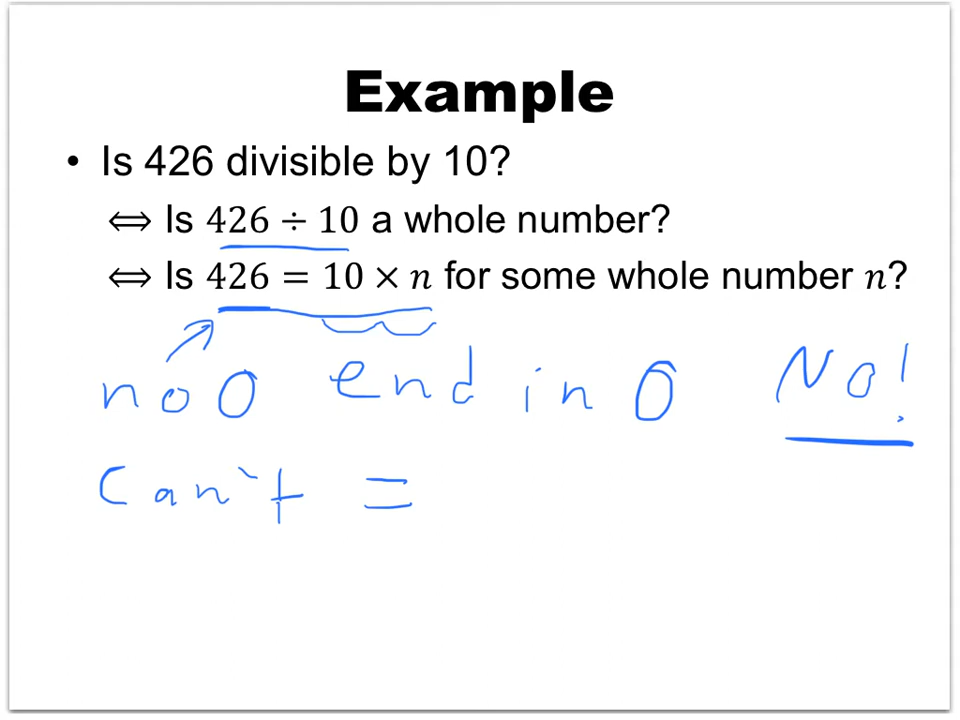 Example
• Is 426 divisible by 10?
⟺ Is 426 ÷ 10 a whole number?
⟺ Is 426 = 10 × n for some whole number n?
no 0 end in 0 No!
Can't =